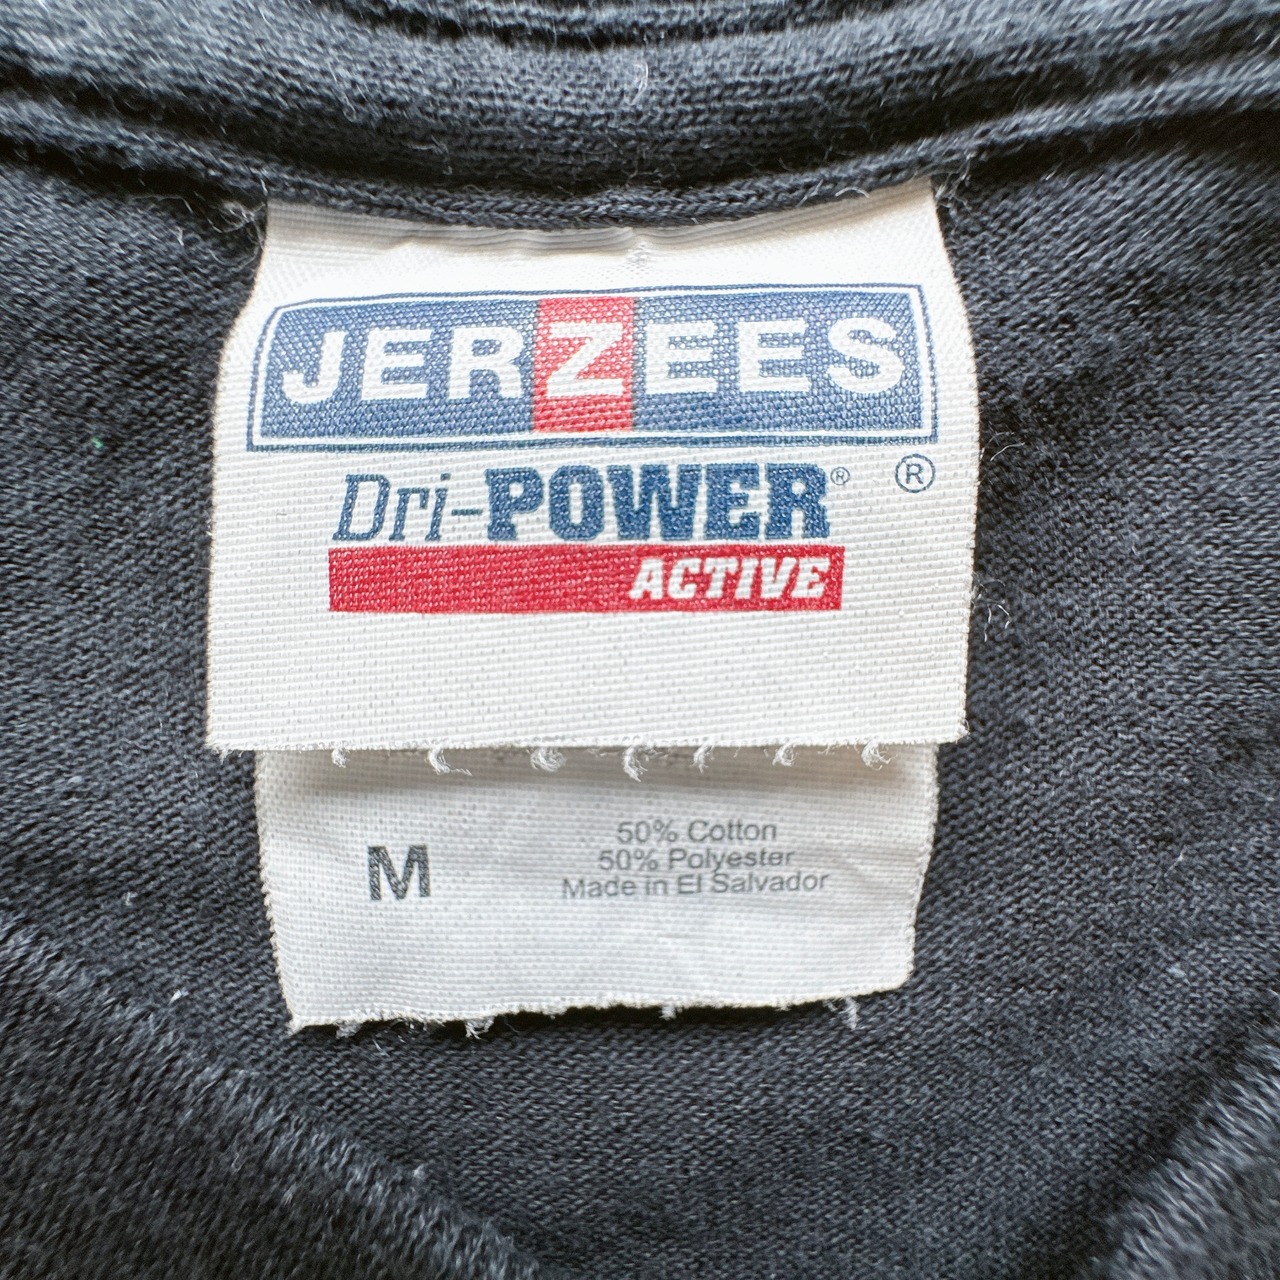 JERZEES
Dri-POWER® ®
ACTIVE
M
50% Cotton
50% Polyester
Made in El Salvador